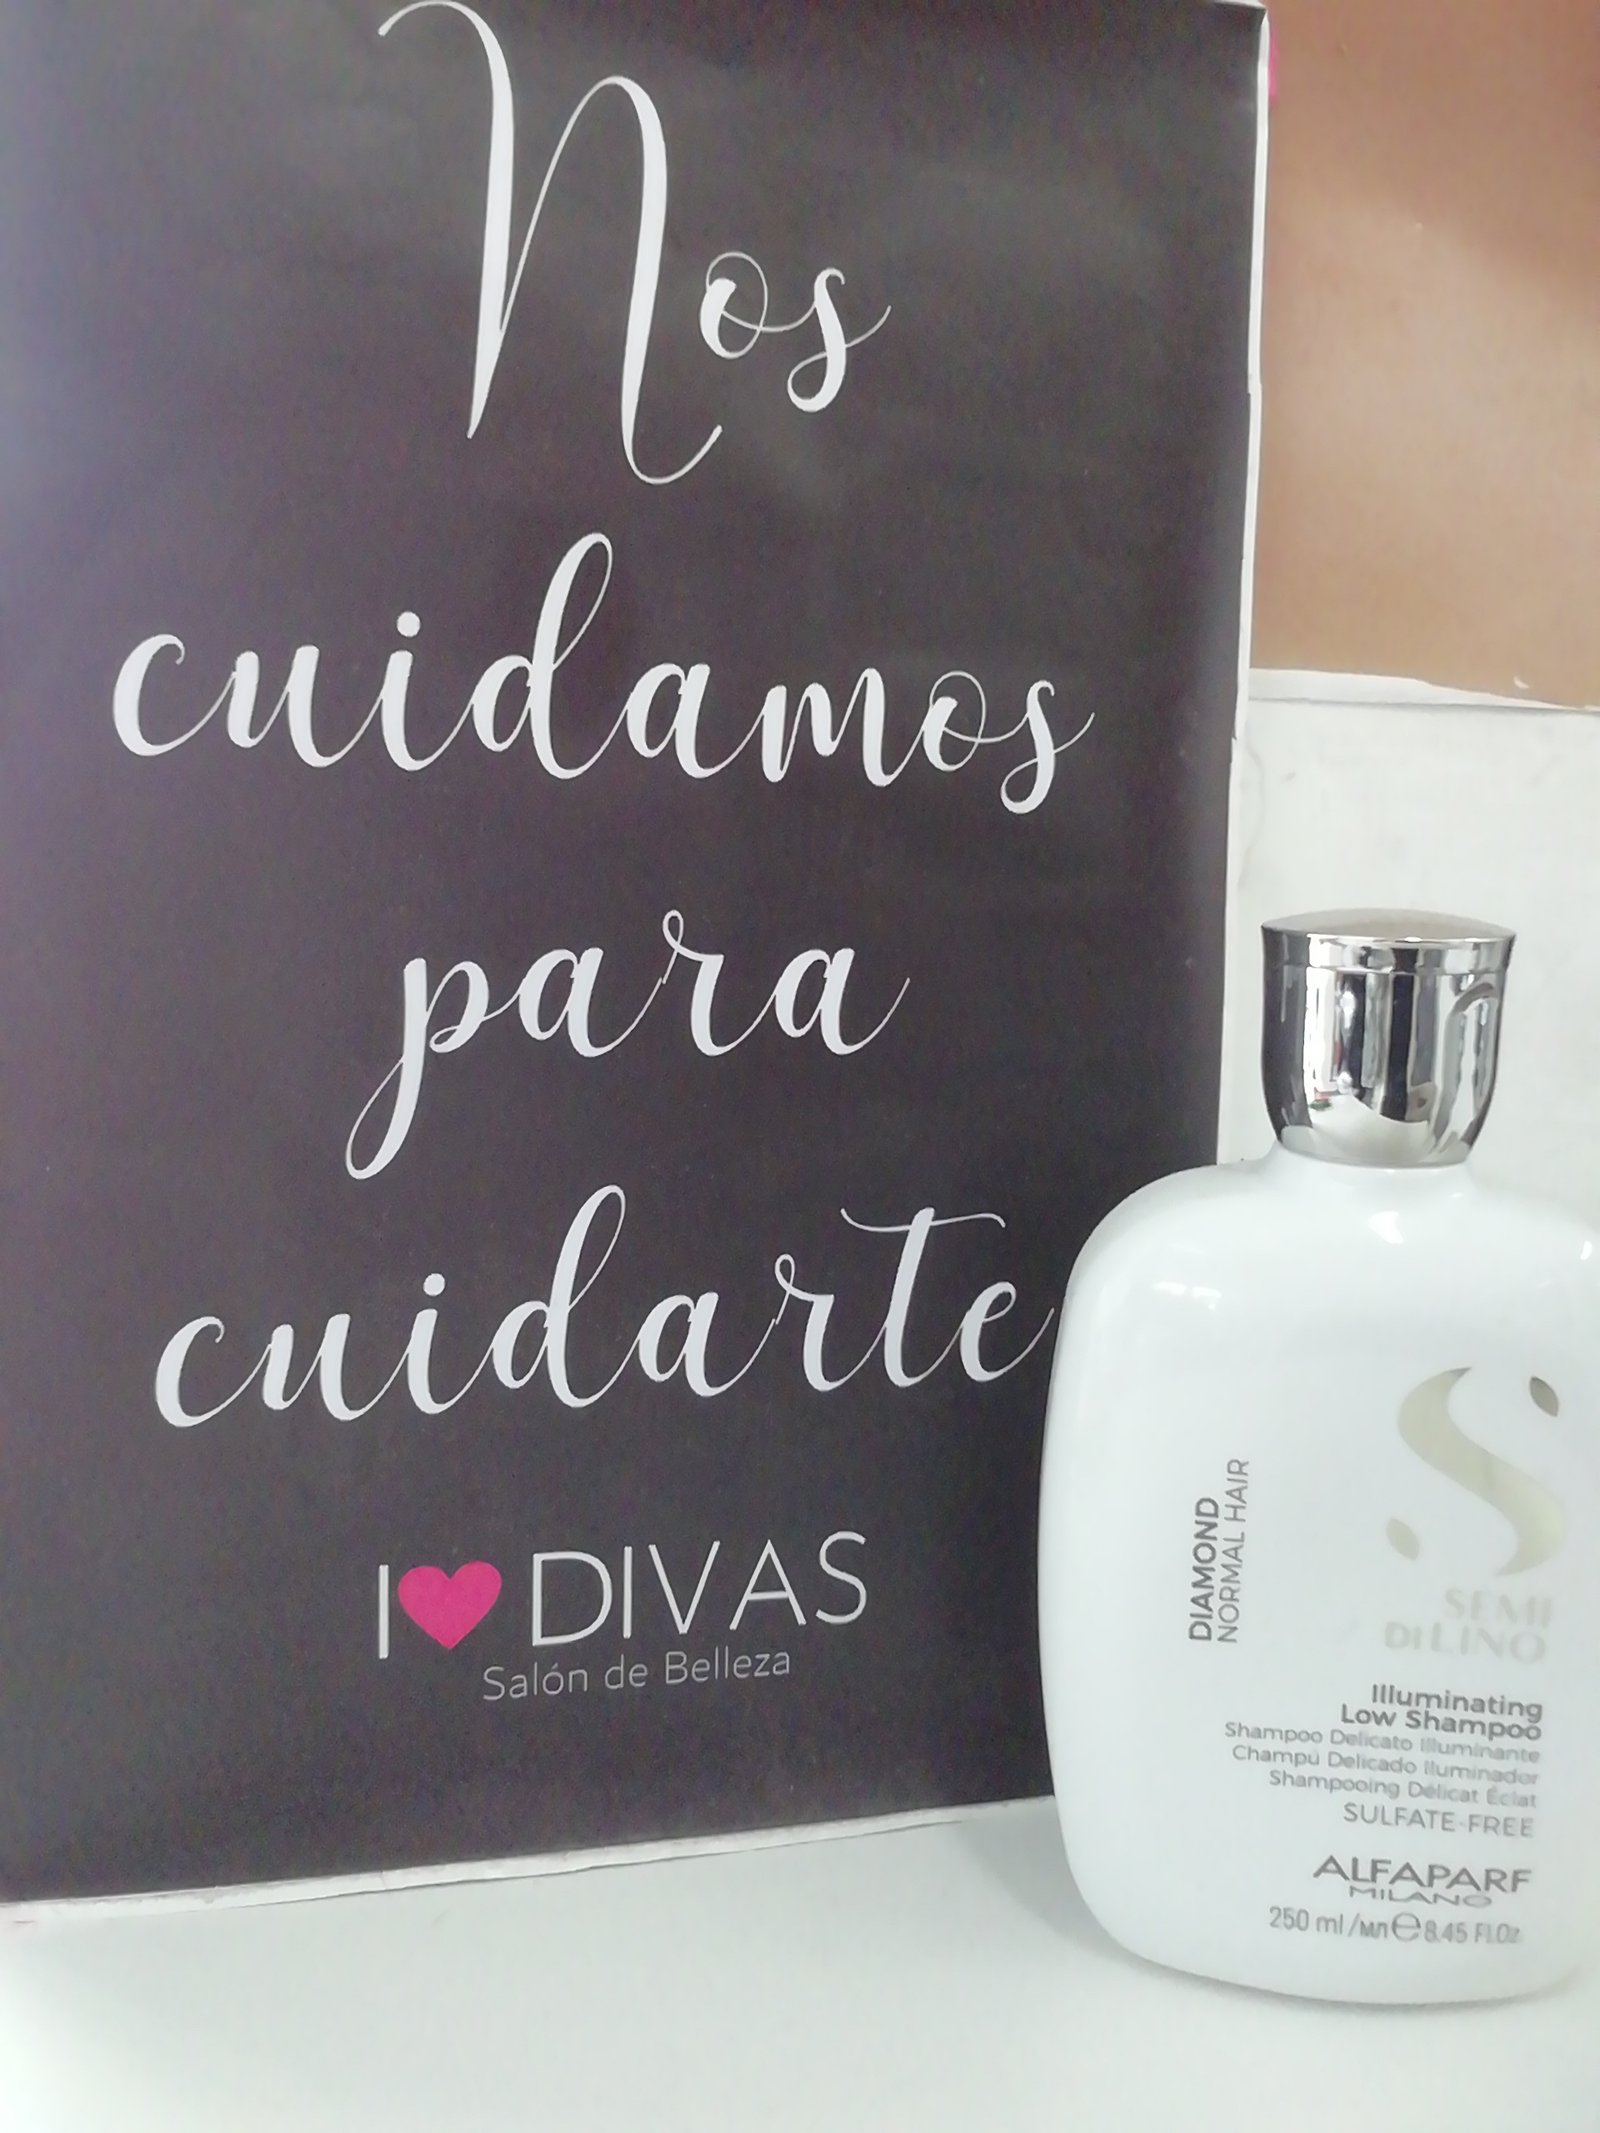 Nos
cuidamos
para
cuidarte
I ♥ DIVAS
Salón de Belleza
DIAMOND
NORMAL HAIR
SEMI
DI LINO
Illuminating
Low Shampoo
Shampoo Delicato Illuminante
Champú Delicado Iluminador
Shampooing Délicat Éclat
SULFATE-FREE
ALFAPARF
MILANO
250 ml/мл ℮ 8.45 Fl.Oz.